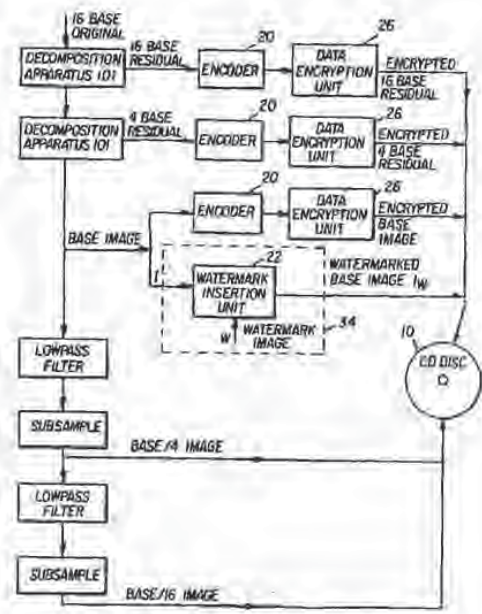 16 BASE
ORIGINAL
DECOMPOSITION
APPARATUS 101
16 BASE
RESIDUAL
20
ENCODER
26
DATA
ENCRYPTION
UNIT
ENCRYPTED
16 BASE
RESIDUAL
DECOMPOSITION
APPARATUS 101
4 BASE
RESIDUAL
20
ENCODER
26
DATA
ENCRYPTION
UNIT
ENCRYPTED
4 BASE
RESIDUAL
20
ENCODER
26
DATA
ENCRYPTION
UNIT
ENCRYPTED
BASE
IMAGE
BASE IMAGE
I
22
WATERMARK
INSERTION
UNIT
WATERMARKED
BASE IMAGE IW
W
WATERMARK
IMAGE
34
10
CD DISC
LOWPASS
FILTER
SUBSAMPLE
BASE/4 IMAGE
LOWPASS
FILTER
SUBSAMPLE
BASE/16 IMAGE